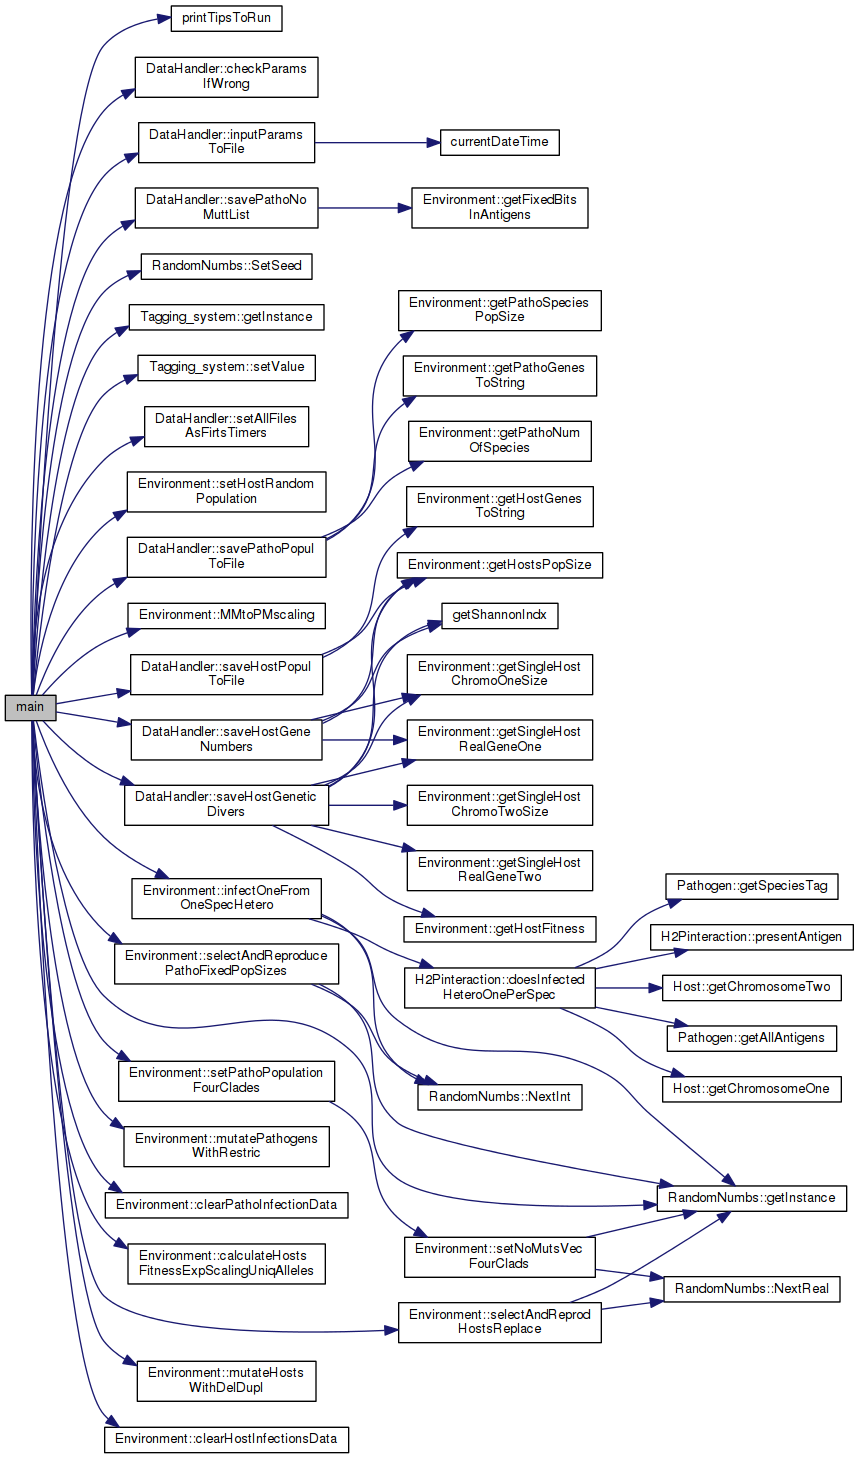 main
printTipsToRun
DataHandler::checkParams
IfWrong
DataHandler::inputParams
ToFile
currentDateTime
DataHandler::savePathoNo
MuttList
Environment::getFixedBits
InAntigens
RandomNumbs::SetSeed
Tagging_system::getInstance
Tagging_system::setValue
DataHandler::setAllFiles
AsFirtsTimers
Environment::setHostRandom
Population
DataHandler::savePathoPopul
ToFile
Environment::MMtoPMscaling
DataHandler::saveHostPopul
ToFile
DataHandler::saveHostGene
Numbers
DataHandler::saveHostGenetic
Divers
Environment::infectOneFrom
OneSpecHetero
Environment::selectAndReproduce
PathoFixedPopSizes
Environment::setPathoPopulation
FourClades
Environment::mutatePathogens
WithRestric
Environment::clearPathoInfectionData
Environment::calculateHosts
FitnessExpScalingUniqAlleles
Environment::mutateHosts
WithDelDupl
Environment::clearHostInfectionsData
Environment::getPathoSpecies
PopSize
Environment::getPathoGenes
ToString
Environment::getPathoNum
OfSpecies
Environment::getHostGenes
ToString
Environment::getHostsPopSize
getShannonIndx
Environment::getSingleHost
ChromoOneSize
Environment::getSingleHost
RealGeneOne
Environment::getSingleHost
ChromoTwoSize
Environment::getSingleHost
RealGeneTwo
Environment::getHostFitness
H2Pinteraction::doesInfected
HeteroOnePerSpec
RandomNumbs::NextInt
Environment::setNoMutsVec
FourClads
Environment::selectAndReprod
HostsReplace
Pathogen::getSpeciesTag
H2Pinteraction::presentAntigen
Host::getChromosomeTwo
Pathogen::getAllAntigens
Host::getChromosomeOne
RandomNumbs::getInstance
RandomNumbs::NextReal